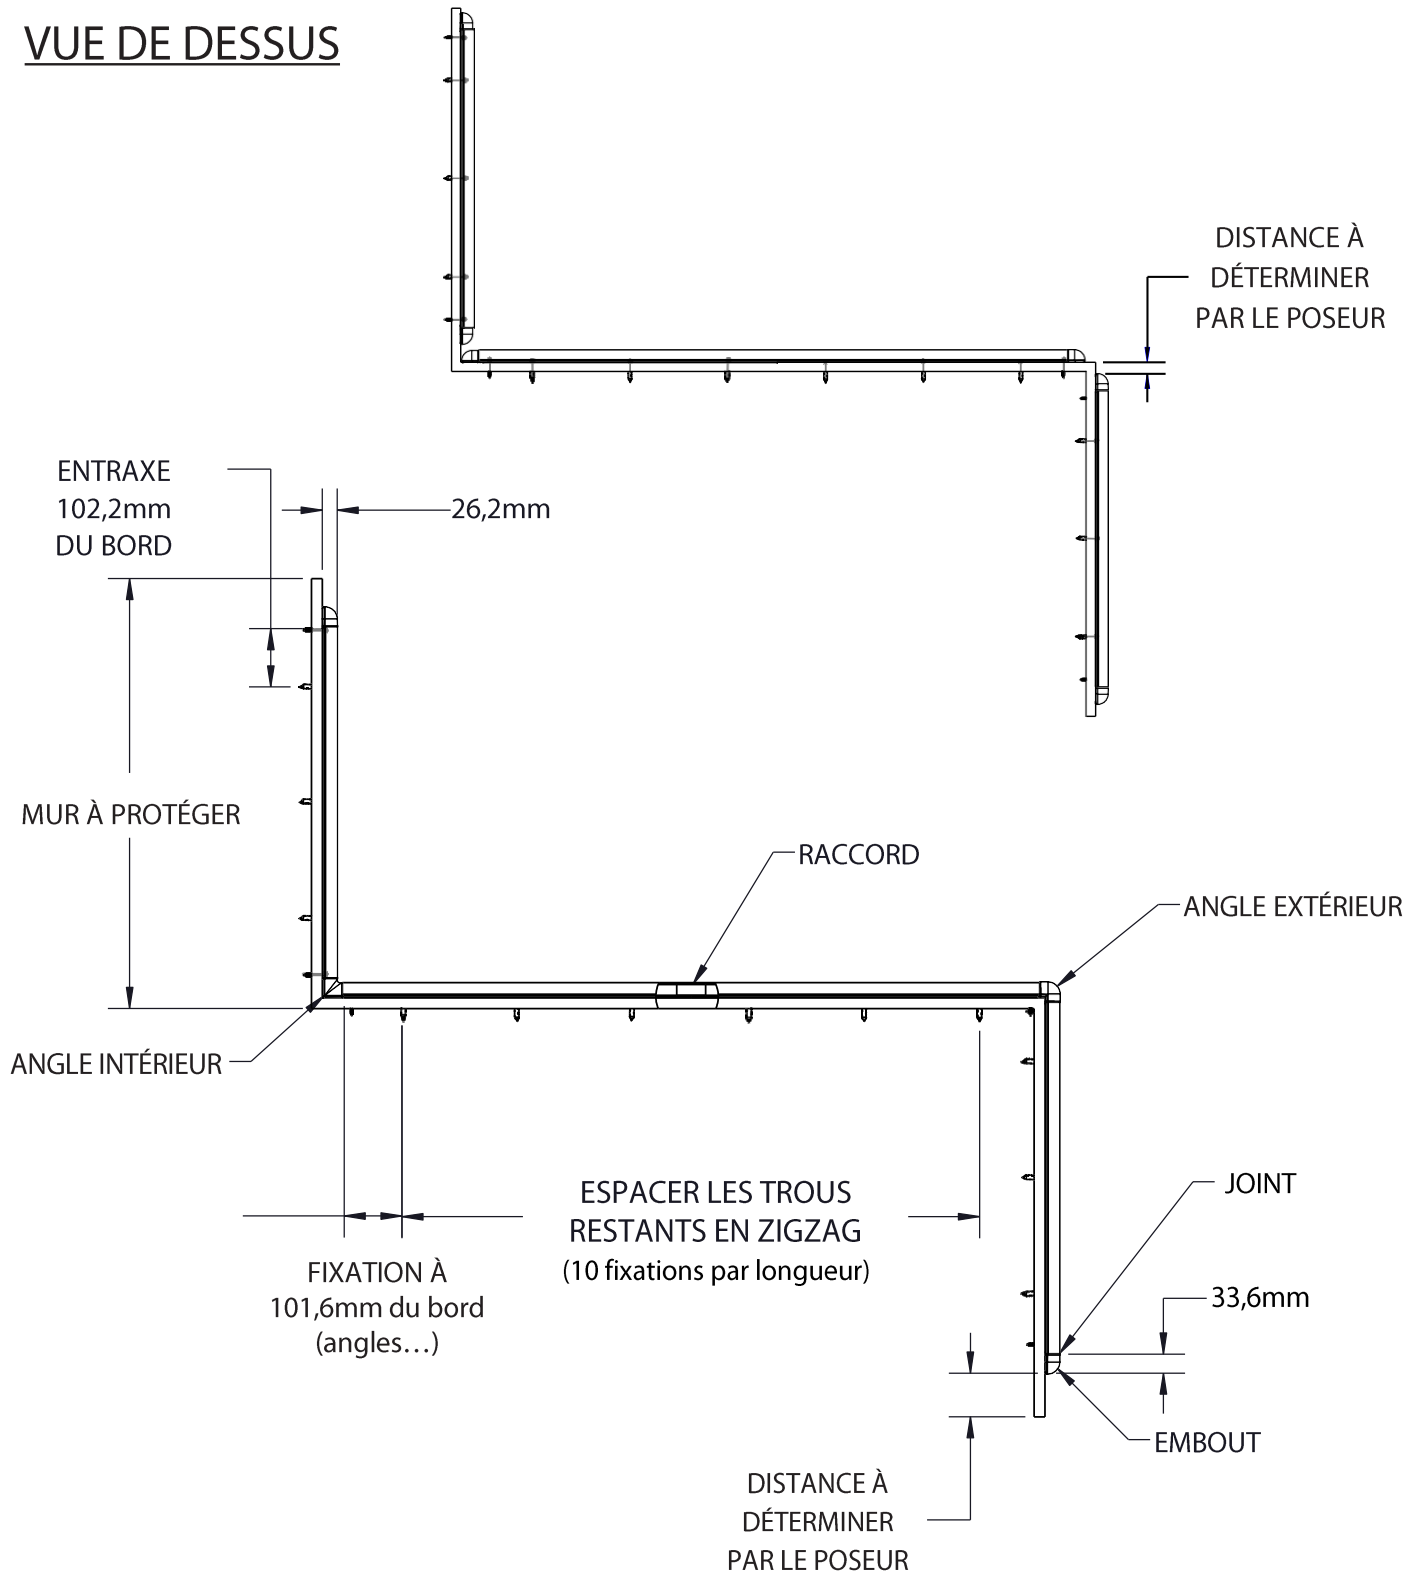 VUE DE DESSUS
DISTANCE À
DÉTERMINER
PAR LE POSEUR
ENTRAXE
102,2mm
DU BORD
26,2mm
MUR À PROTÉGER
RACCORD
ANGLE EXTÉRIEUR
ANGLE INTÉRIEUR
ESPACER LES TROUS
RESTANTS EN ZIGZAG
(10 fixations par longueur)
FIXATION À
101,6mm du bord
(angles…)
JOINT
33,6mm
EMBOUT
DISTANCE À
DÉTERMINER
PAR LE POSEUR